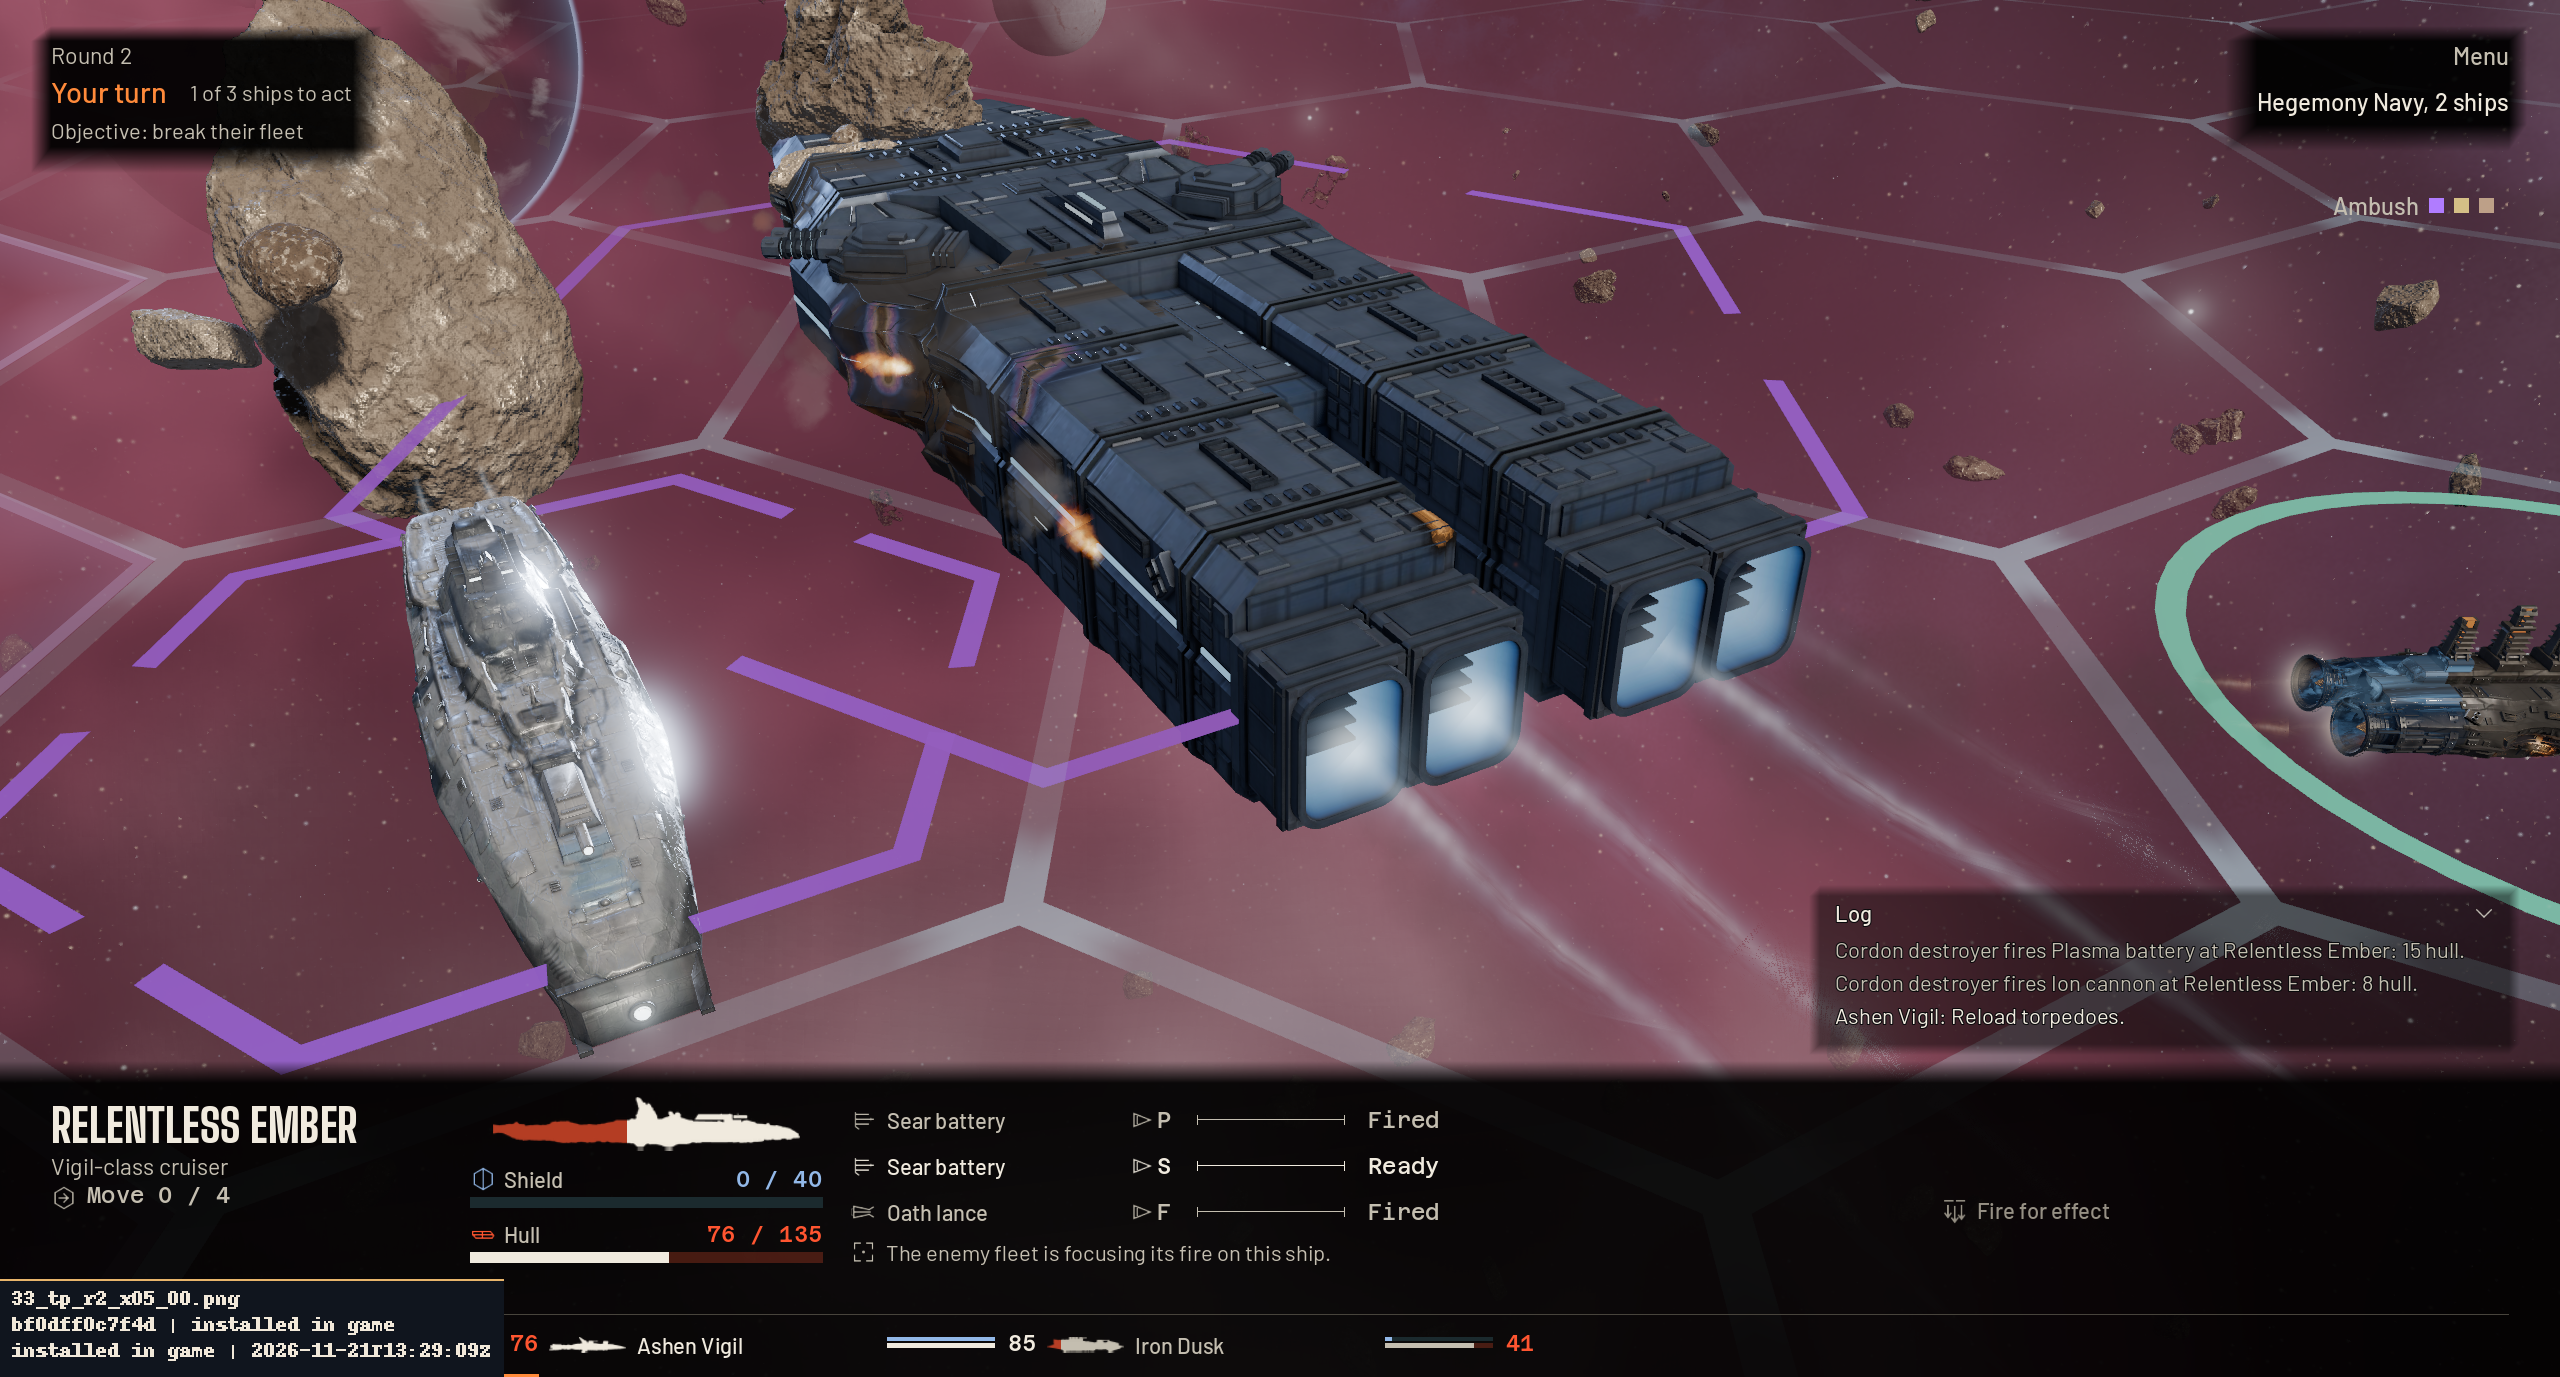 Round 2
Your turn 1 of 3 ships to act
Objective: break their fleet
Menu
Hegemony Navy, 2 ships
Ambush
Log
Cordon destroyer fires Plasma battery at Relentless Ember: 15 hull.
Cordon destroyer fires Ion cannon at Relentless Ember: 8 hull.
Ashen Vigil: Reload torpedoes.
RELENTLESS EMBER
Vigil-class cruiser
Move 0 / 4
Shield 0 / 40
Hull 76 / 135
Sear battery P Fired
Sear battery S Ready
Oath lance F Fired
The enemy fleet is focusing its fire on this ship.
Fire for effect
33_tp_r2_x05_00.png
bf0dff0c7f4d | installed in game
installed in game | 2026-11-21r13:29:09z
76 Ashen Vigil 85 Iron Dusk 41